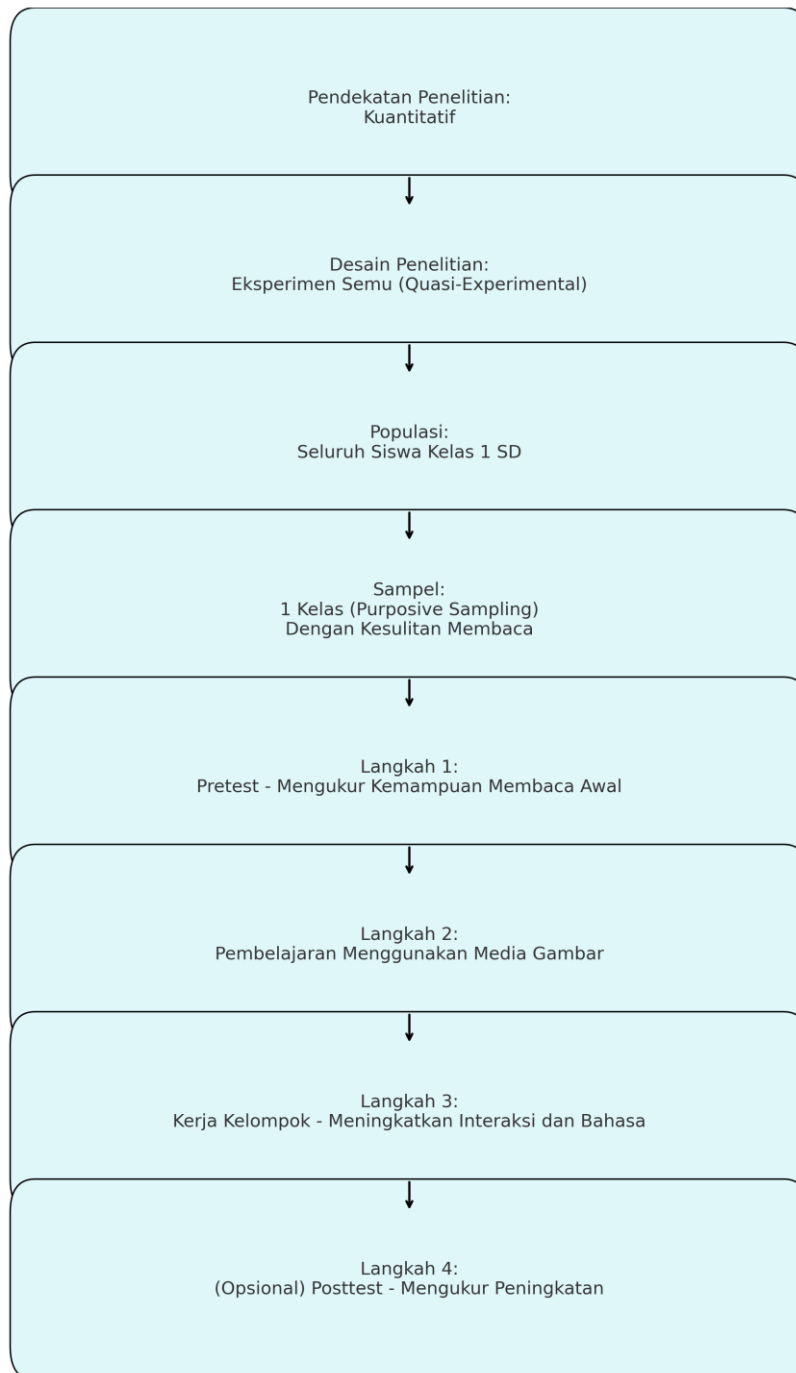 Pendekatan Penelitian:
Kuantitatif
Desain Penelitian:
Eksperimen Semu (Quasi-Experimental)
Populasi:
Seluruh Siswa Kelas 1 SD
Sampel:
1 Kelas (Purposive Sampling)
Dengan Kesulitan Membaca
Langkah 1:
Pretest - Mengukur Kemampuan Membaca Awal
Langkah 2:
Pembelajaran Menggunakan Media Gambar
Langkah 3:
Kerja Kelompok - Meningkatkan Interaksi dan Bahasa
Langkah 4:
(Opsional) Posttest - Mengukur Peningkatan